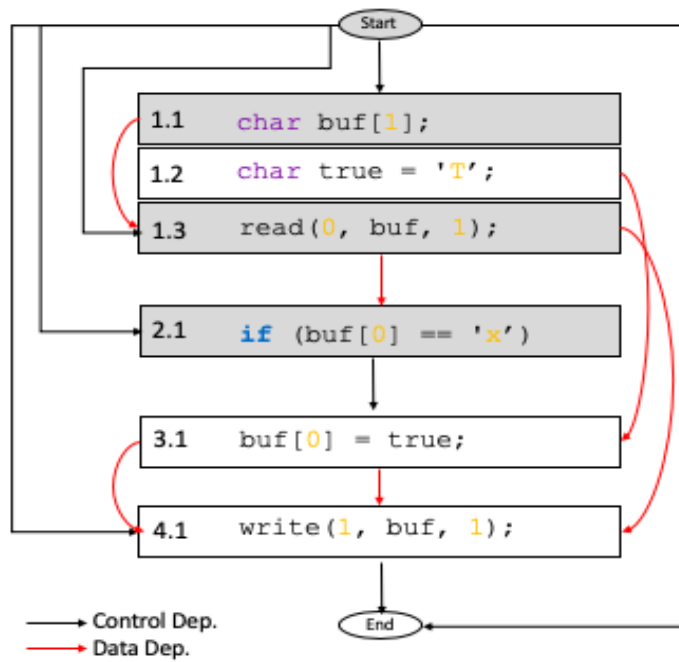 Start
1.1 char buf[1];
1.2 char true = 'T’;
1.3 read(0, buf, 1);
2.1 if (buf[0] == 'x’)
3.1 buf[0] = true;
4.1 write(1, buf, 1);
End
Control Dep.
Data Dep.